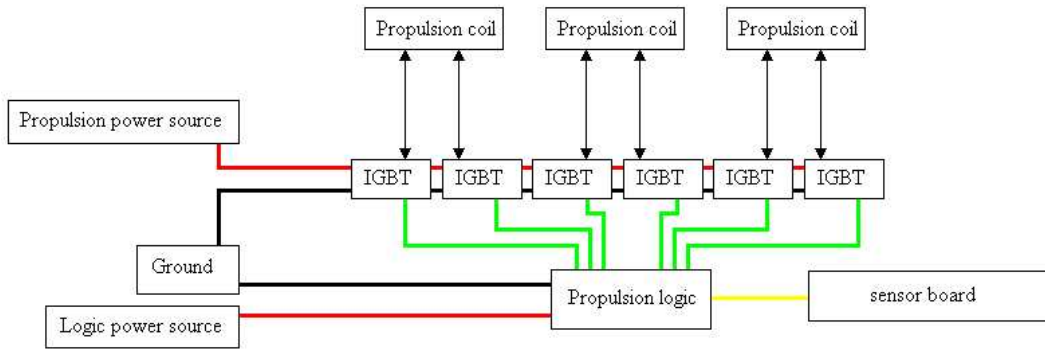 Propulsion coil
Propulsion coil
Propulsion coil
Propulsion power source
IGBT
IGBT
IGBT
IGBT
IGBT
IGBT
Ground
Propulsion logic
sensor board
Logic power source